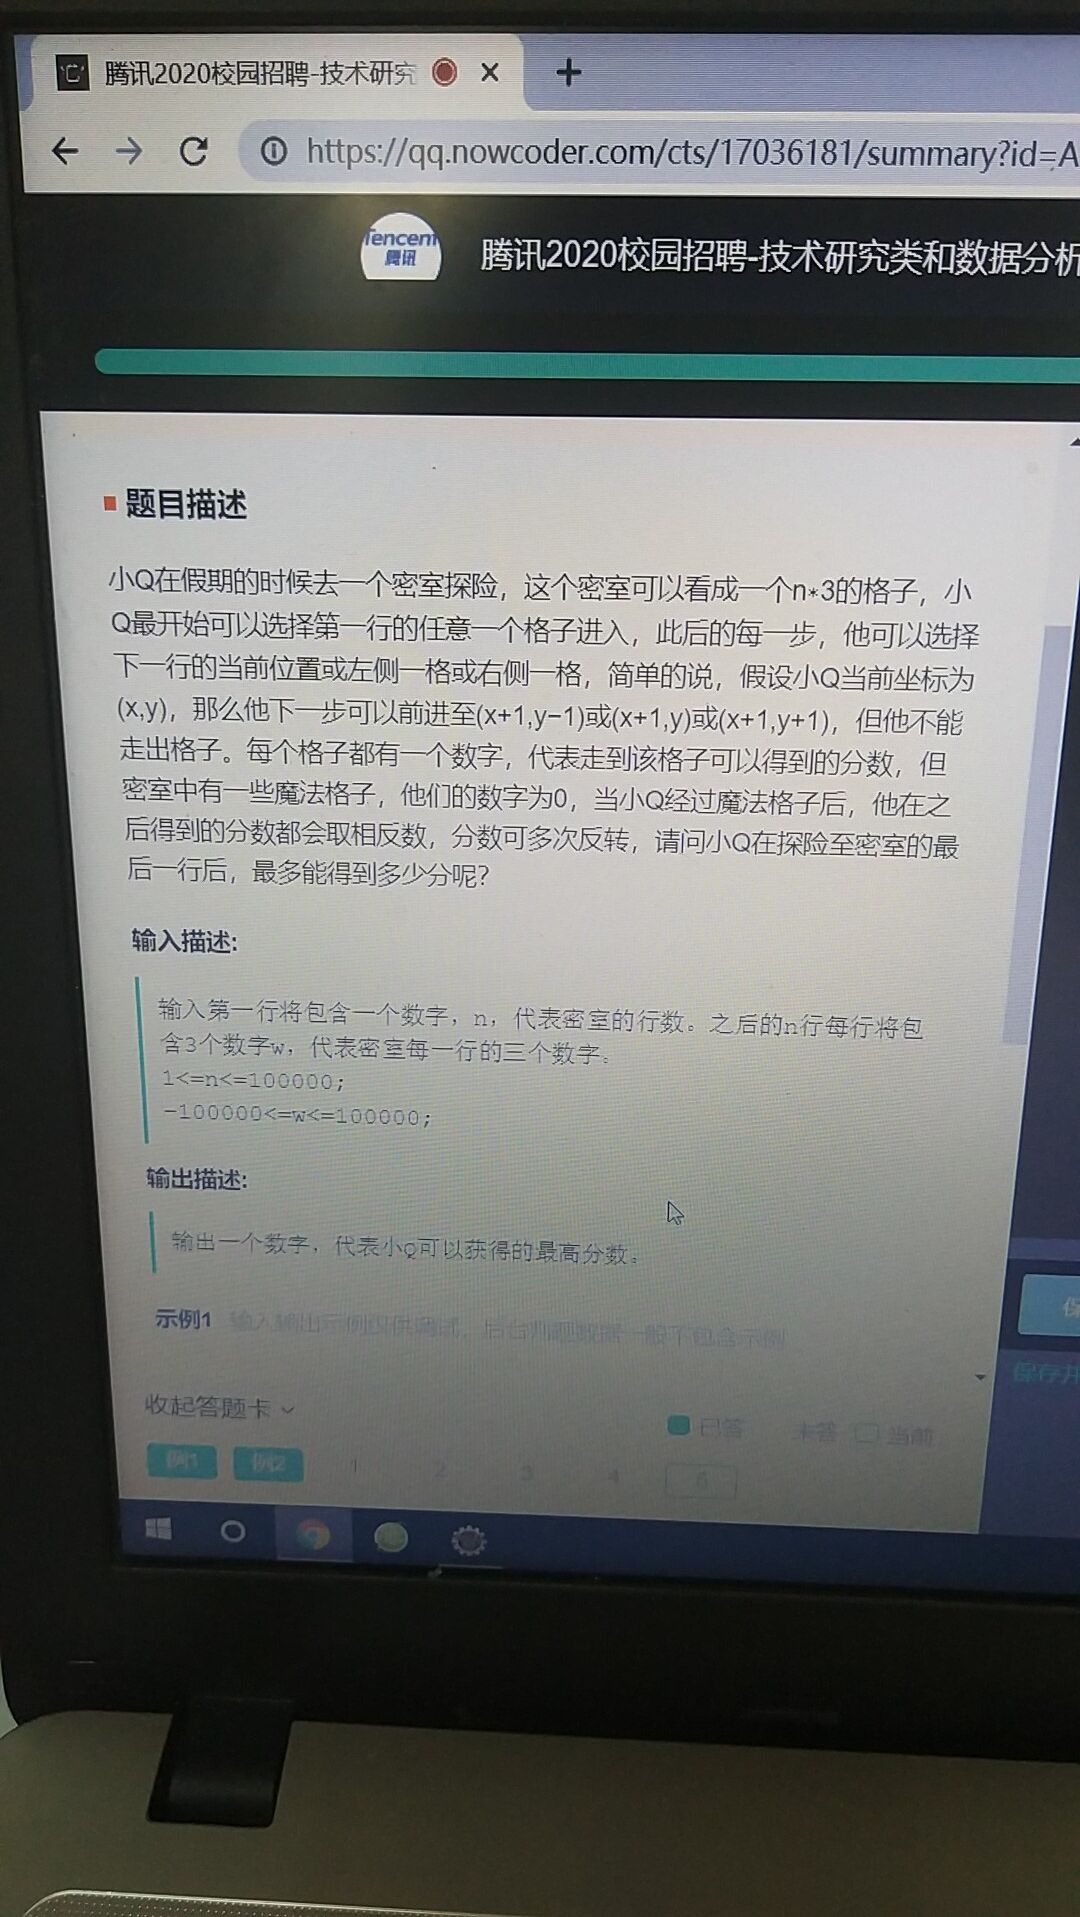 腾讯2020校园招聘-技术研究
https://qq.nowcoder.com/cts/17036181/summary?id=A
Tencent
腾讯
腾讯2020校园招聘-技术研究类和数据分析
题目描述
小Q在假期的时候去一个密室探险，这个密室可以看成一个n*3的格子，小
Q最开始可以选择第一行的任意一个格子进入，此后的每一步，他可以选择
下一行的当前位置或左侧一格或右侧一格，简单的说，假设小Q当前坐标为
(x,y)，那么他下一步可以前进至(x+1,y−1)或(x+1,y)或(x+1,y+1)，但他不能
走出格子。每个格子都有一个数字，代表走到该格子可以得到的分数，但
密室中有一些魔法格子，他们的数字为0，当小Q经过魔法格子后，他在之
后得到的分数都会取相反数，分数可多次反转，请问小Q在探险至密室的最
后一行后，最多能得到多少分呢？
输入描述:
输入第一行将包含一个数字，n，代表密室的行数。之后的n行每行将包
含3个数字w，代表密室每一行的三个数字。
1<=n<=100000;
-100000<=w<=100000;
输出描述:
输出一个数字，代表小Q可以获得的最高分数。
示例1 输入输出示例仅供调试，后台判题数据一般不包含示例
保存并
收起答题卡
已答 未答 当前
例1 例2 1 2 3 4